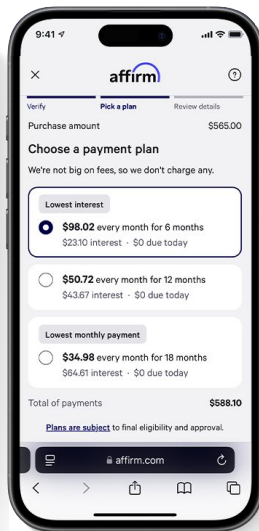 9:41
affirm
Verify
Pick a plan
Review details
Purchase amount $565.00
Choose a payment plan
We're not big on fees, so we don't charge any.
Lowest interest
$98.02 every month for 6 months
$23.10 interest · $0 due today
$50.72 every month for 12 months
$43.67 interest · $0 due today
Lowest monthly payment
$34.98 every month for 18 months
$64.61 interest · $0 due today
Total of payments $588.10
Plans are subject to final eligibility and approval.
affirm.com